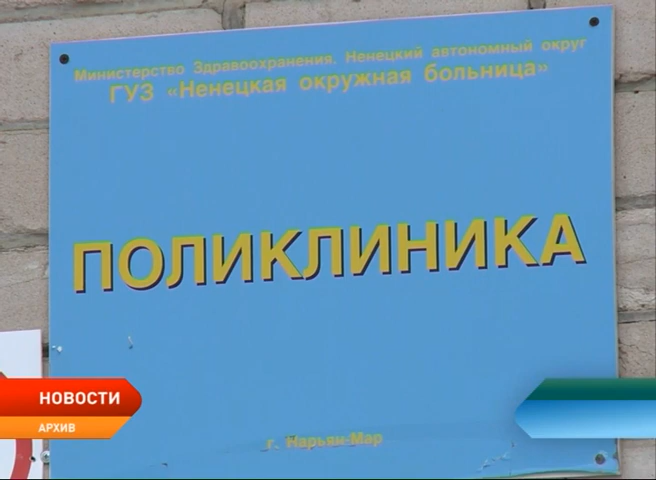 Министерство Здравоохранения. Ненецкий автономный округ
ГУЗ «Ненецкая окружная больница»
ПОЛИКЛИНИКА
НОВОСТИ
АРХИВ
г. Нарьян-Мар